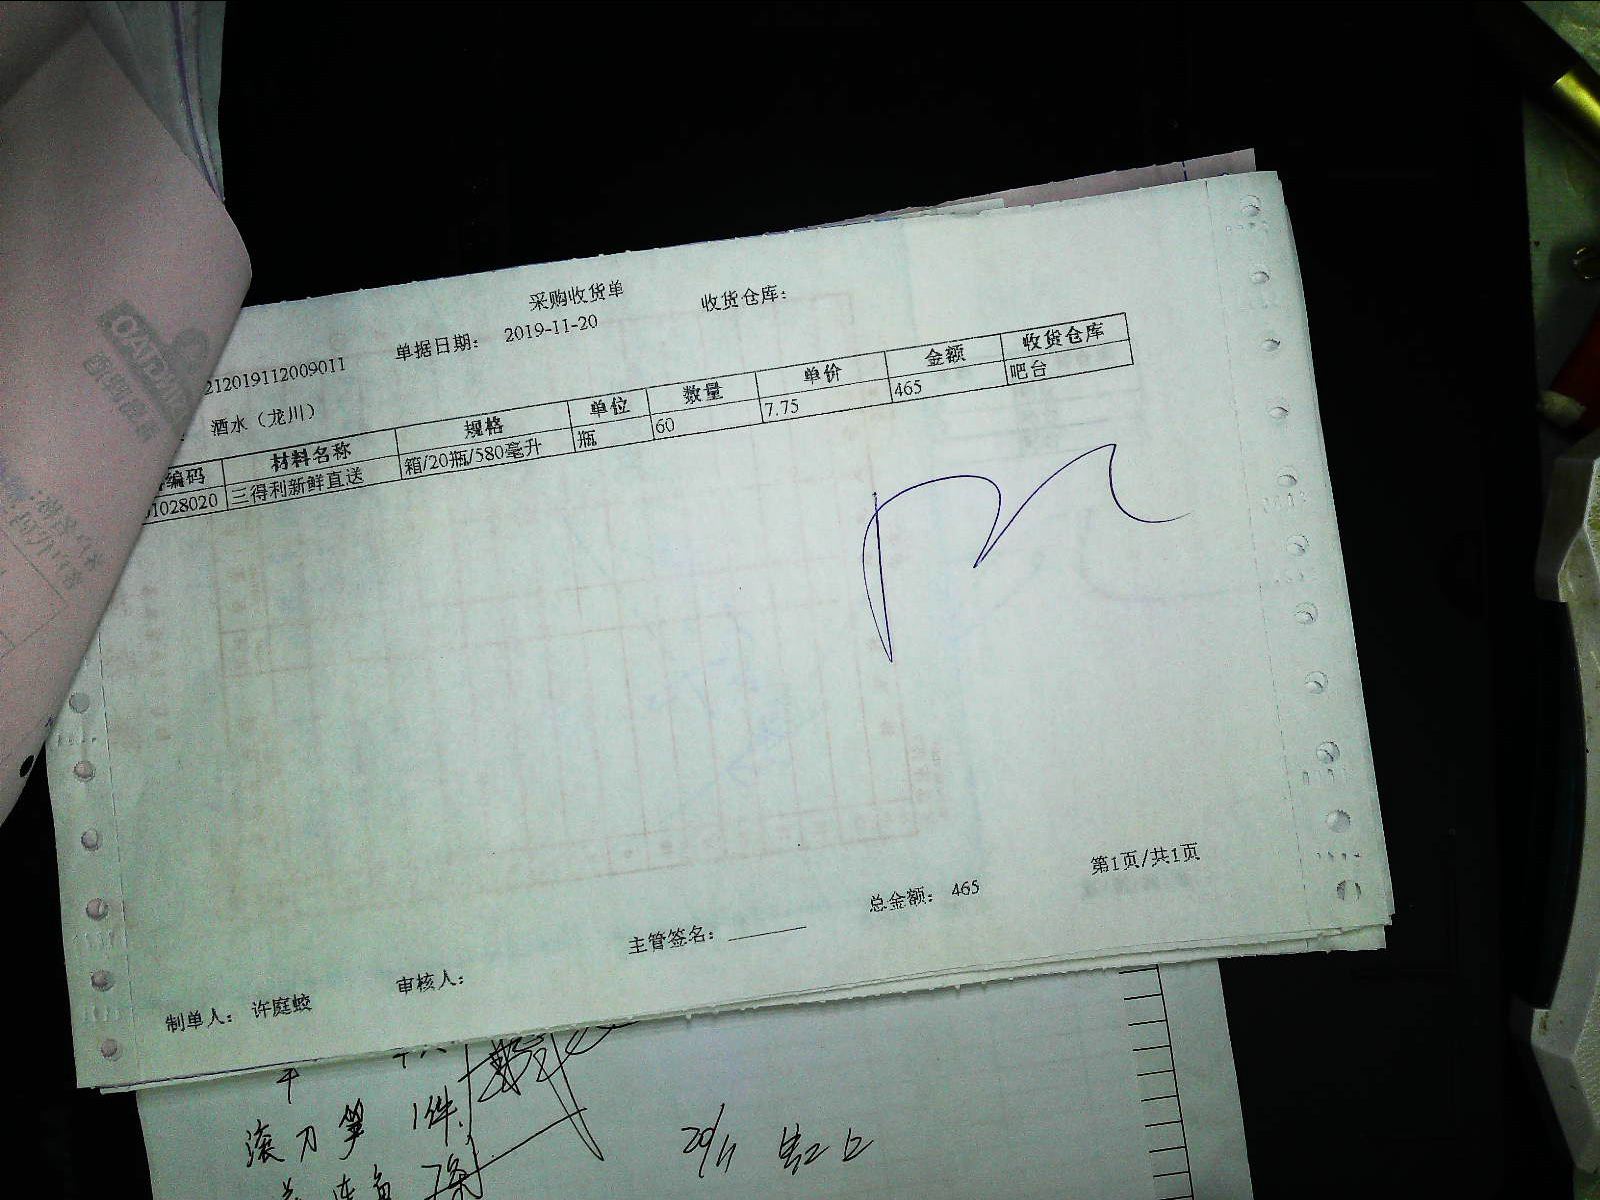 采购收货单
收货仓库：
212019112009011 单据日期： 2019-11-20
酒水（龙川）
编码 材料名称 规格 单位 数量 单价 金额 收货仓库
01028020 三得利新鲜直送 箱/20瓶/580毫升 瓶 60 7.75 465 吧台
第1页/共1页
总金额： 465
主管签名：
审核人：
制单人： 许庭蛟
滚刀笋 1件
20/11